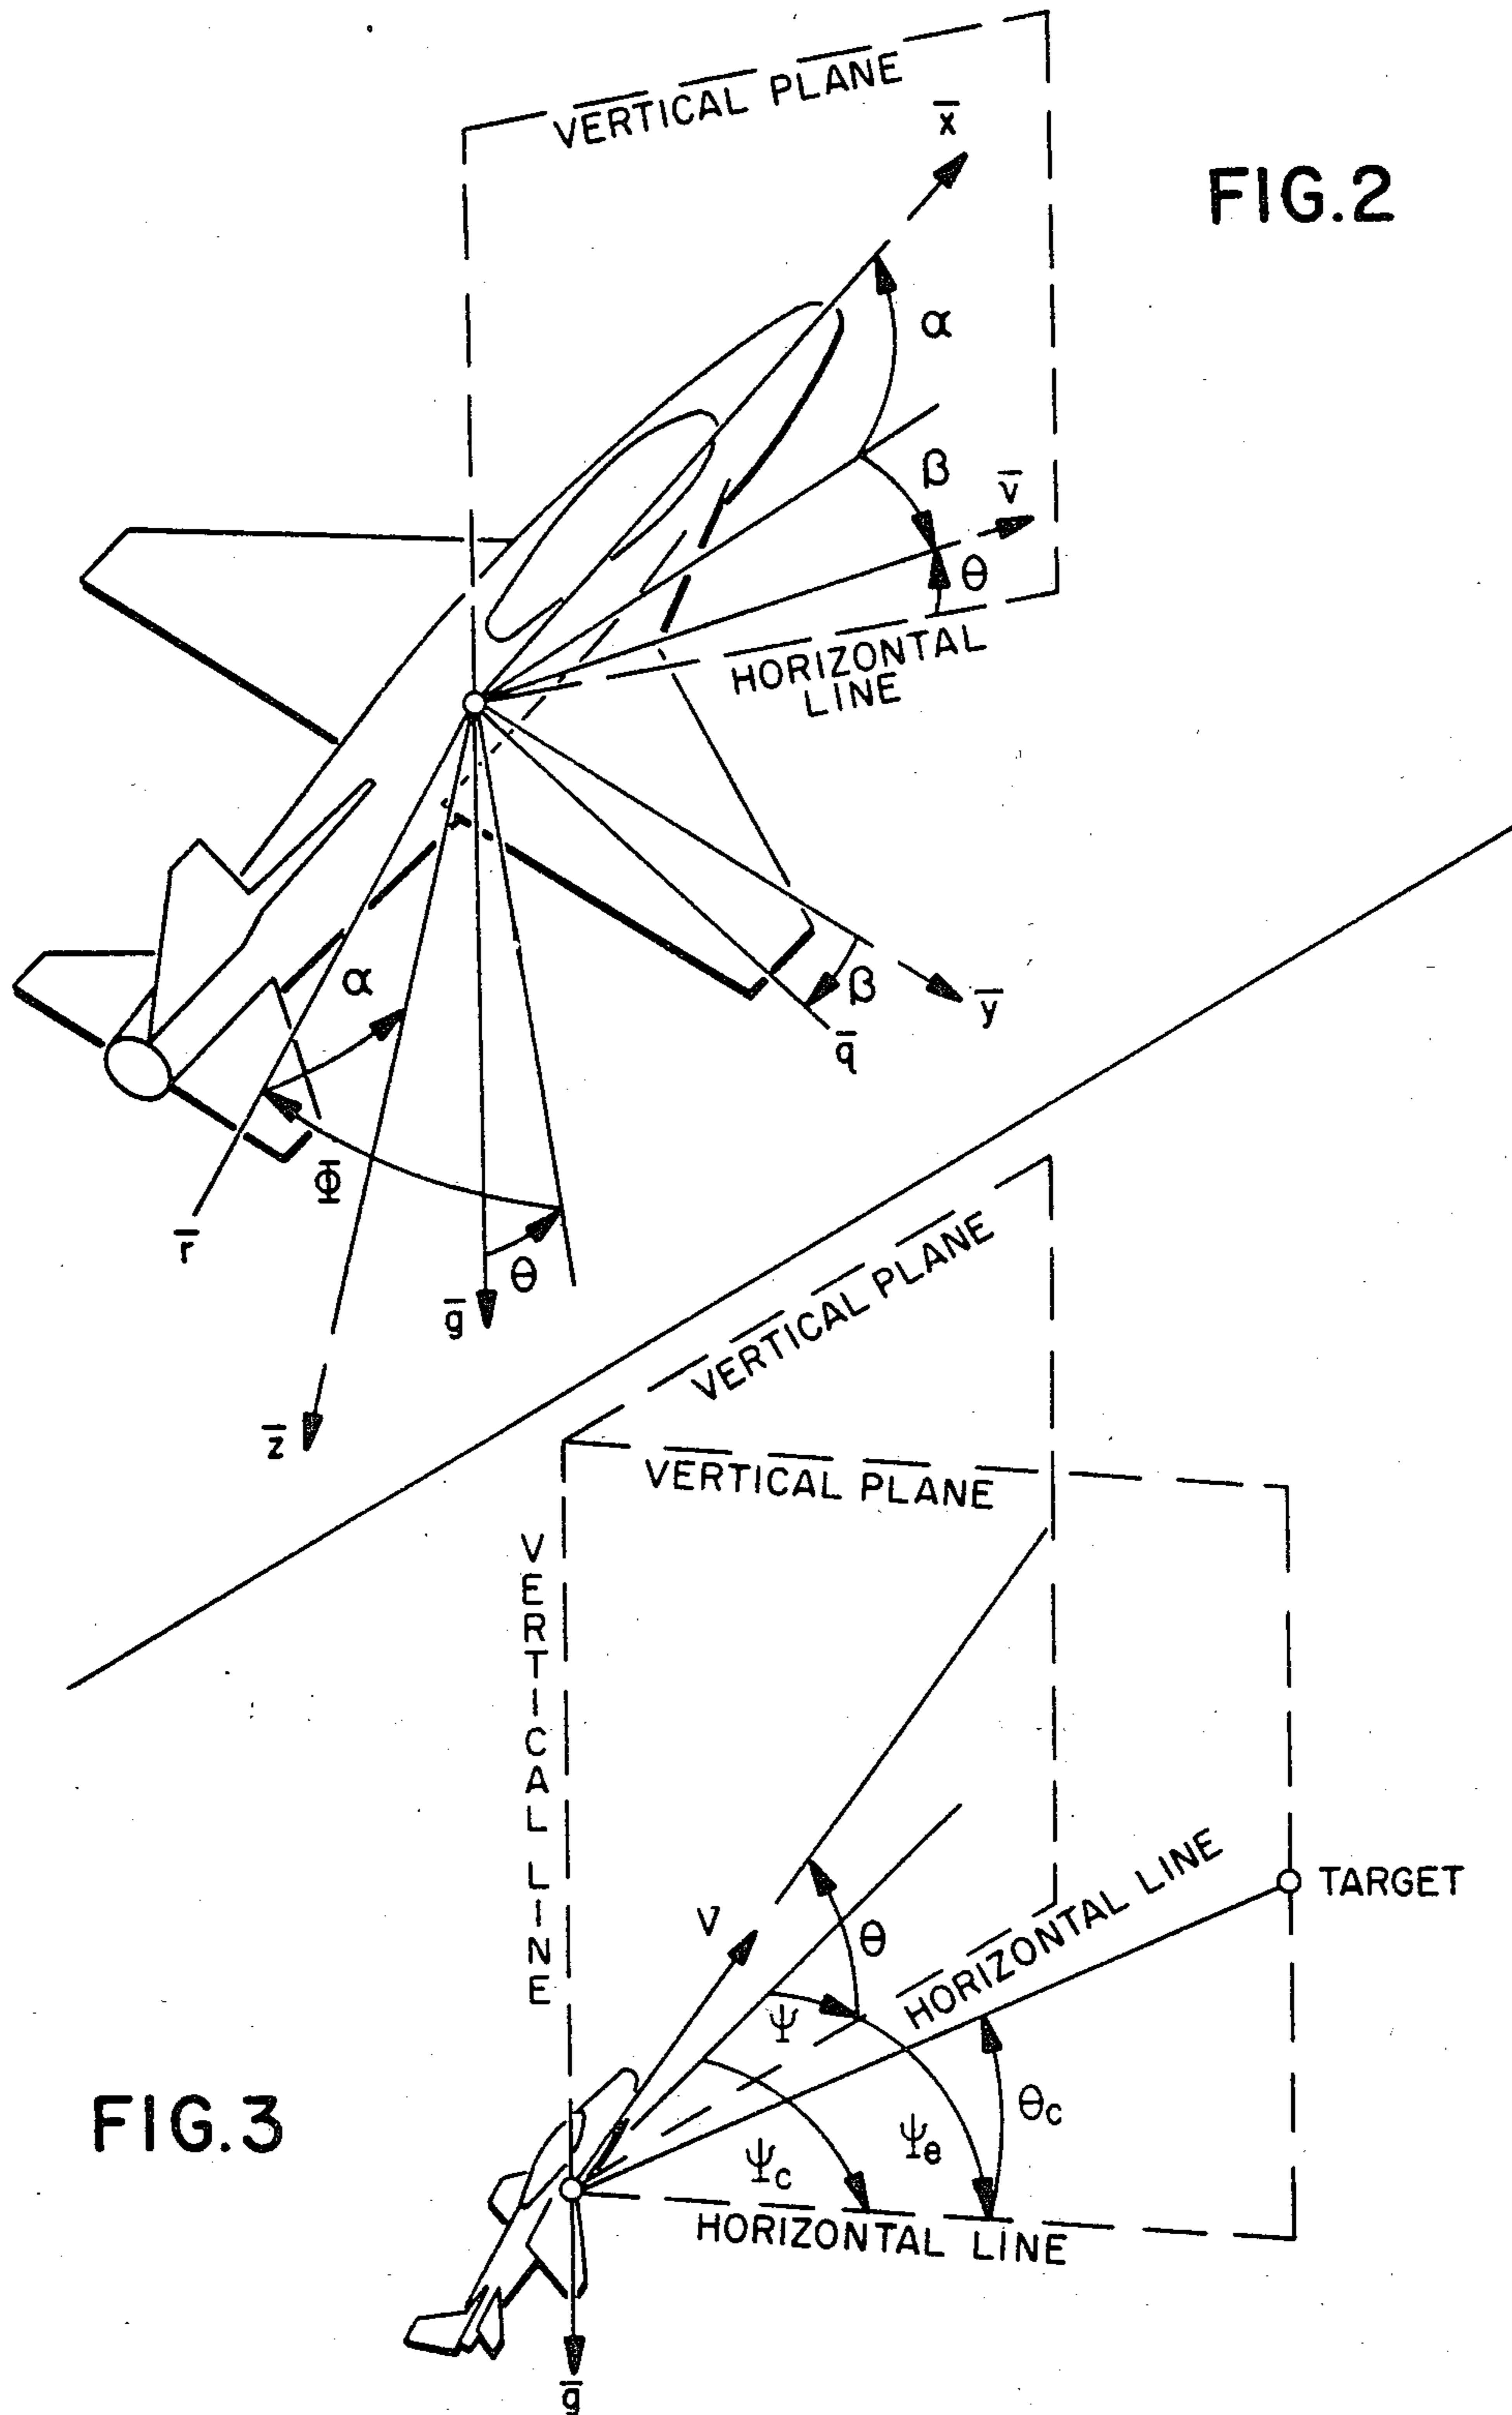 VERTICAL PLANE
x̄
FIG.2
α
β
v̄
θ
HORIZONTAL
LINE
α
β
ȳ
q̄
Φ̄
r̄
θ
ḡ
z̄
VERTICAL PLANE
VERTICAL PLANE
VERTICAL LINE
HORIZONTAL LINE
TARGET
V
θ
Ψ
θc
Ψe
Ψc
FIG.3
HORIZONTAL LINE
ḡ